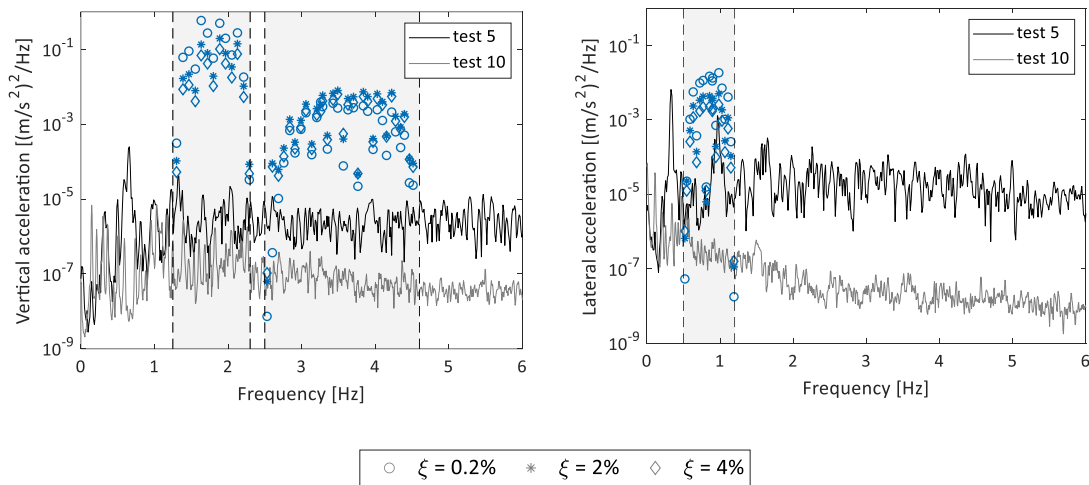 Vertical acceleration [(m/s²)²/Hz]
10⁻¹
10⁻³
10⁻⁵
10⁻⁷
10⁻⁹
0 1 2 3 4 5 6
Frequency [Hz]
test 5
test 10
Lateral acceleration [(m/s²)²/Hz]
10⁻¹
10⁻³
10⁻⁵
10⁻⁷
10⁻⁹
0 1 2 3 4 5 6
Frequency [Hz]
test 5
test 10
ξ = 0.2% ξ = 2% ξ = 4%